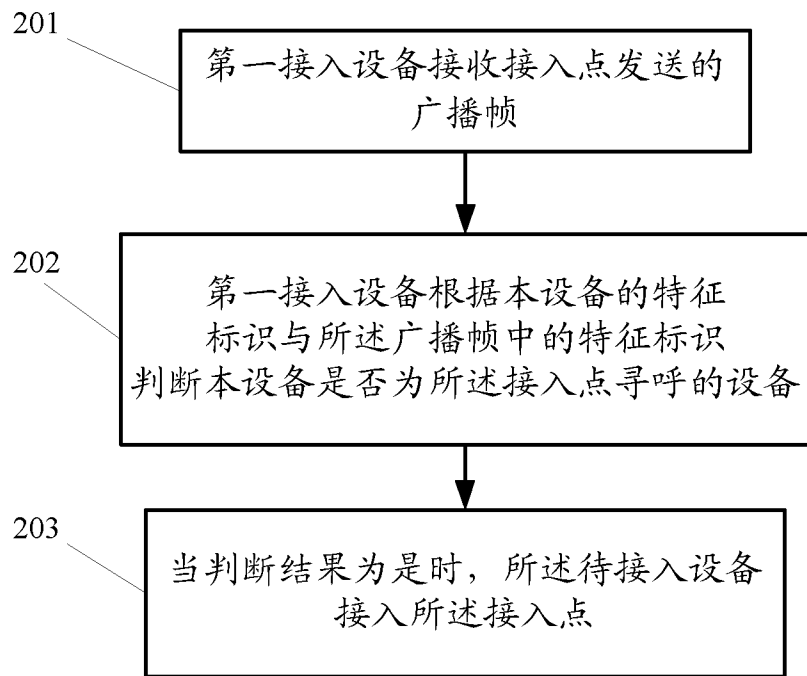 201
第一接入设备接收接入点发送的
广播帧
202
第一接入设备根据本设备的特征
标识与所述广播帧中的特征标识
判断本设备是否为所述接入点寻呼的设备
203
当判断结果为是时，所述待接入设备
接入所述接入点